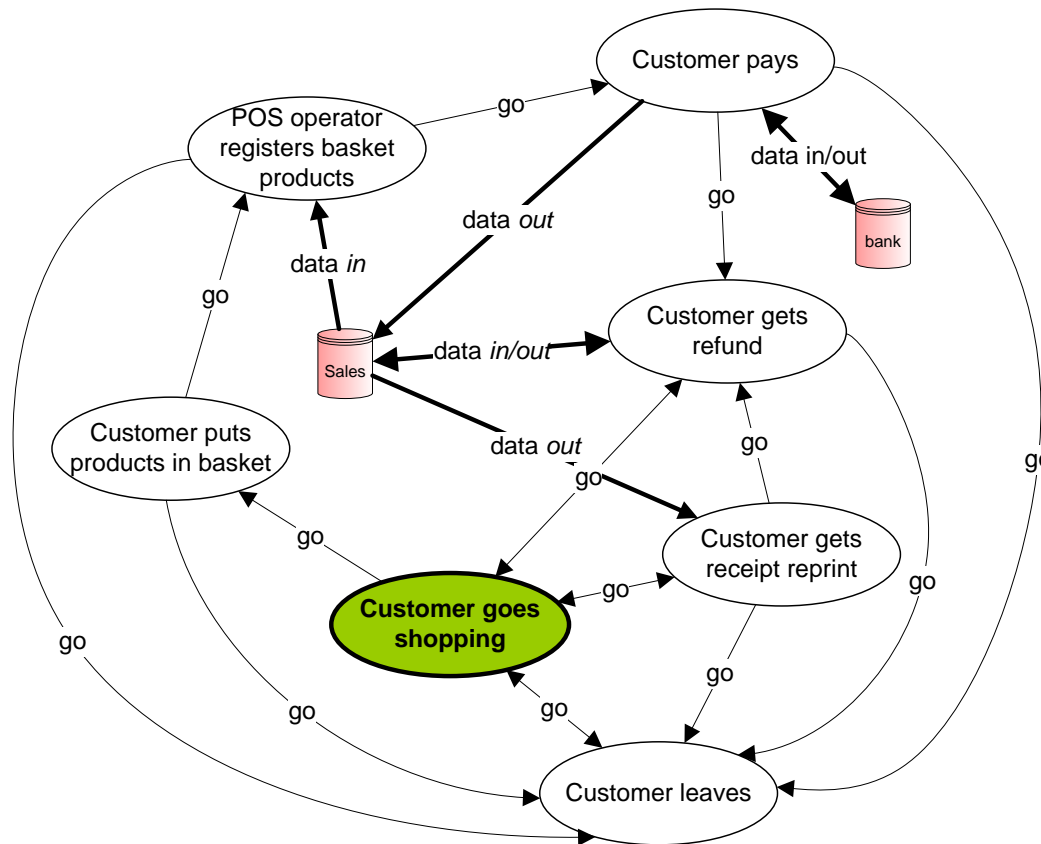 Customer pays
go
POS operator
registers basket
products
data in/out
go
data out
bank
data in
go
Customer gets
refund
data in/out
Sales
Customer puts
products in basket
data out
go
go
go
go
Customer gets
receipt reprint
Customer goes
shopping
go
go
go
go
go
go
Customer leaves